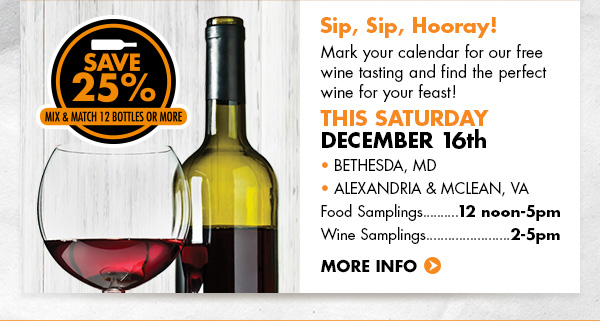 SAVE
25%
MIX & MATCH 12 BOTTLES OR MORE
Sip, Sip, Hooray!
Mark your calendar for our free
wine tasting and find the perfect
wine for your feast!
THIS SATURDAY
DECEMBER 16th
• BETHESDA, MD
• ALEXANDRIA & MCLEAN, VA
Food Samplings..........12 noon-5pm
Wine Samplings........................2-5pm
MORE INFO